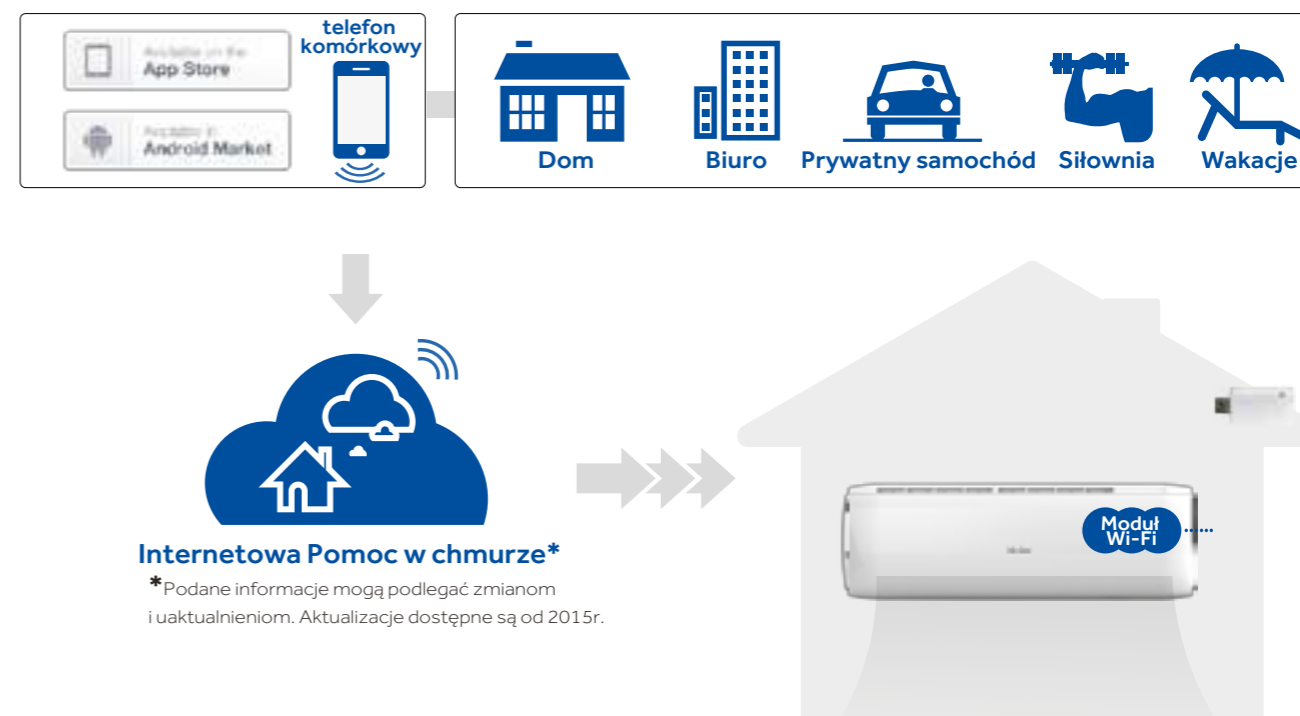 telefon
komórkowy
Available on the
App Store
Available in
Android Market
Dom
Biuro
Prywatny samochód
Siłownia
Wakacje
Moduł
Wi-Fi
Internetowa Pomoc w chmurze*
*Podane informacje mogą podlegać zmianom
i uaktualnieniom. Aktualizacje dostępne są od 2015r.